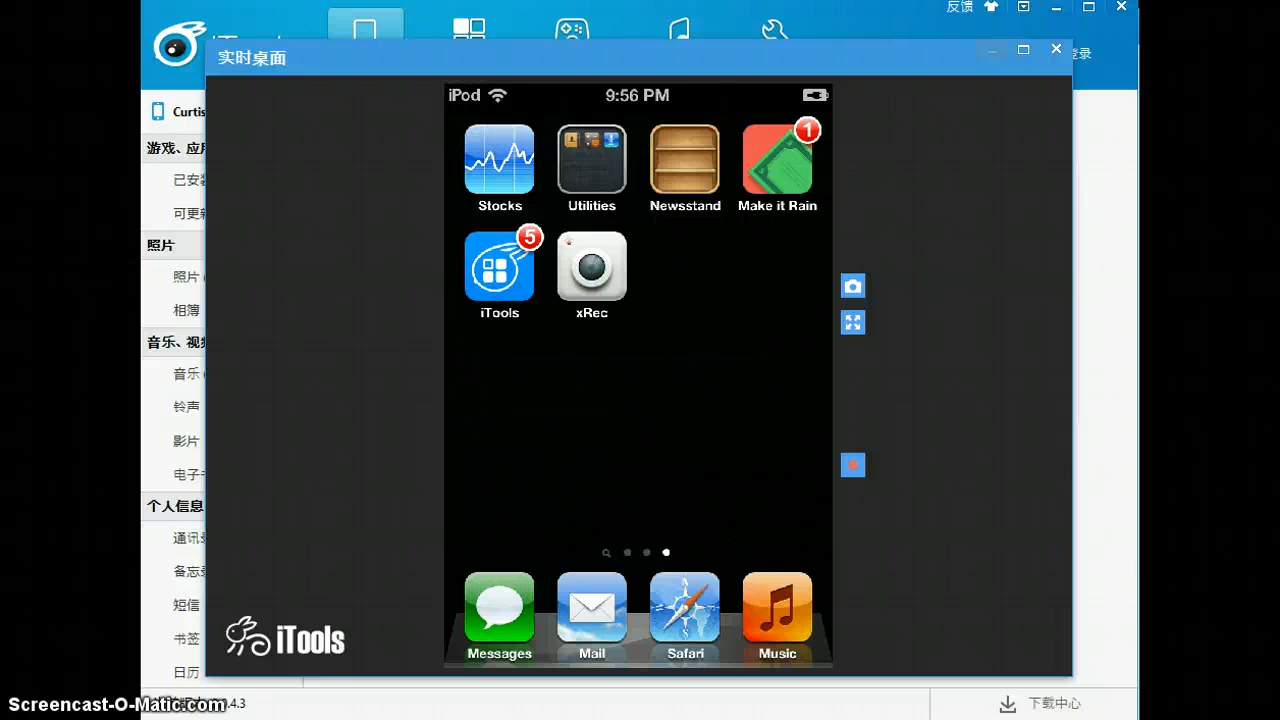 反馈
实时桌面
登录
iPod
9:56 PM
Curtis
游戏、应
已安装
可更新
照片
照片
相簿
音乐、视
音乐
铃声
影片
电子
个人信息
通讯
备忘
短信
书签
日历
1
Stocks
Utilities
Newsstand
Make it Rain
5
iTools
xRec
Messages
Mail
Safari
Music
iTools
Screencast-O-Matic.com
.4.3
下载中心